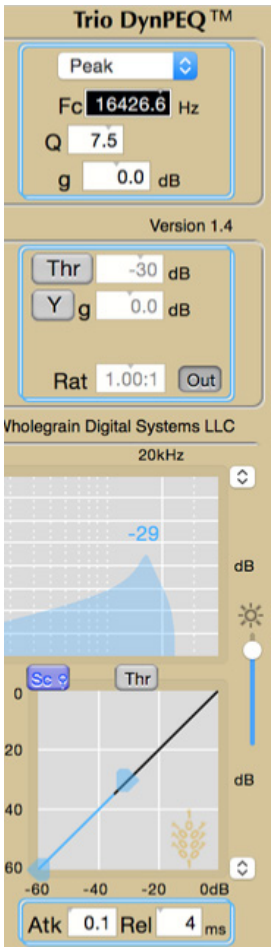 Trio DynPEQ™
Peak
Fc 16426.6 Hz
Q 7.5
g 0.0 dB
Version 1.4
Thr -30 dB
Y g 0.0 dB
Rat 1.00:1 Out
Wholegrain Digital Systems LLC
20kHz
-29
dB
Sc Thr
0
20
40
dB
60
-60 -40 -20 0dB
Atk 0.1 Rel 4 ms